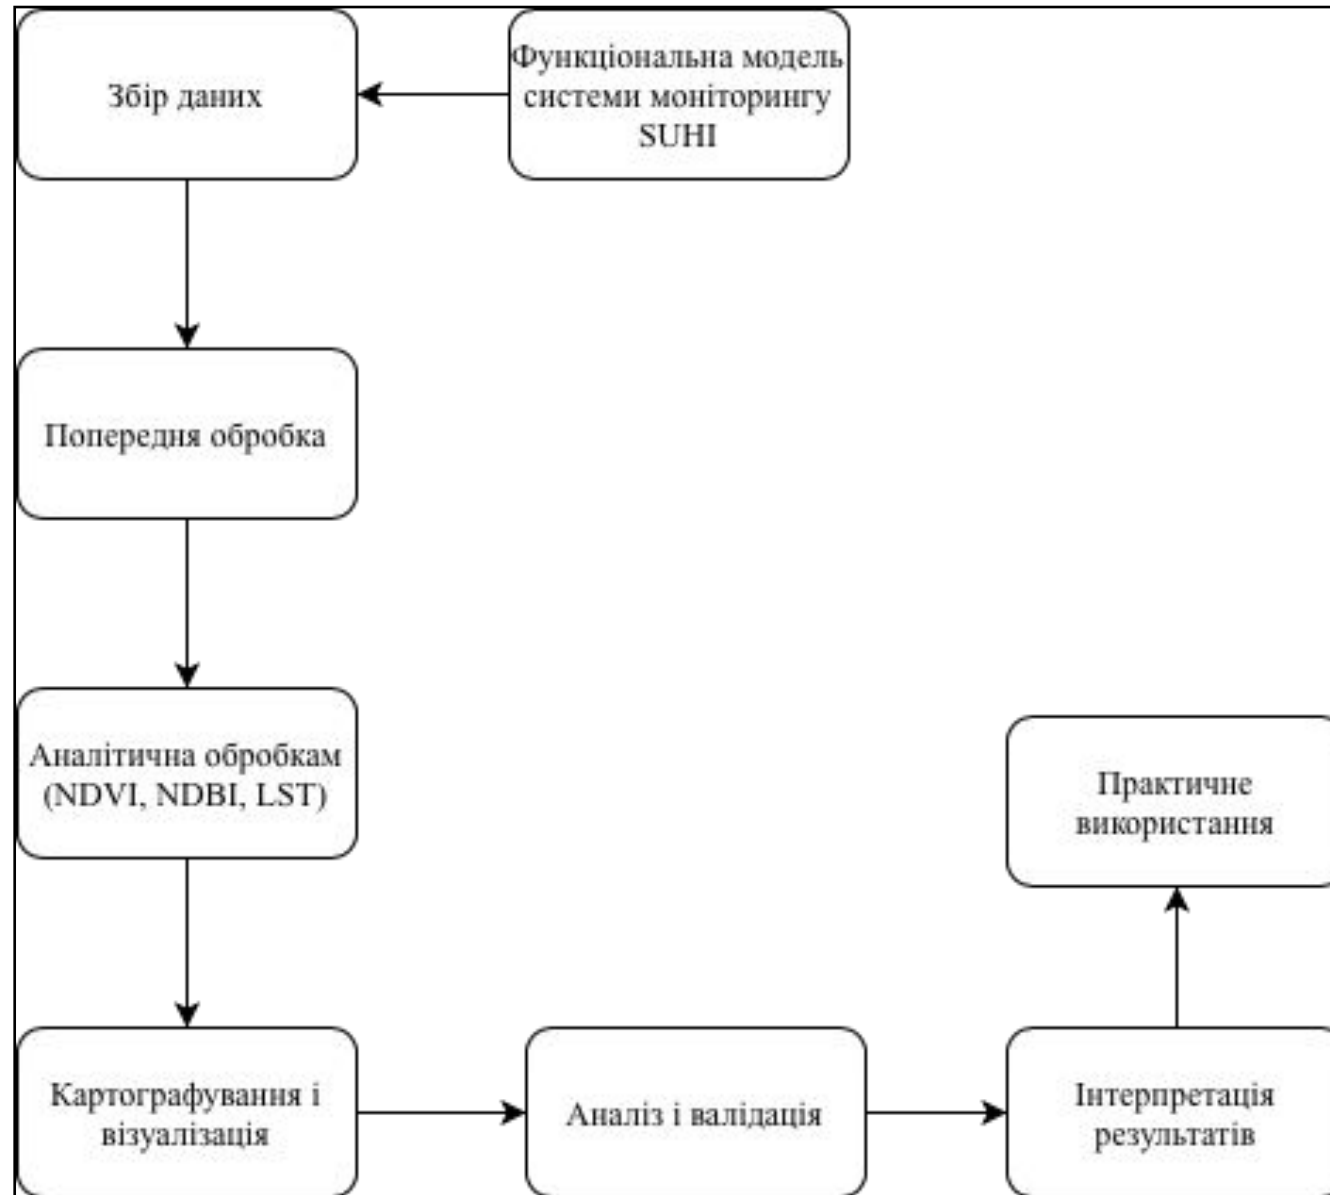 Збір даних
Функціональна модель
системи моніторингу
SUHI
Попередня обробка
Аналітична обробкам
(NDVI, NDBI, LST)
Практичне
використання
Картографування і
візуалізація
Аналіз і валідація
Інтерпретація
результатів